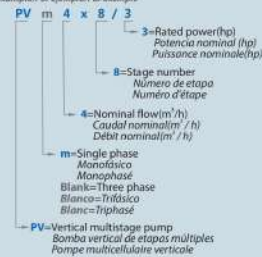 PV m 4 x 8 / 3
3=Rated power(hp)
Potencia nominal (hp)
Puissance nominale(hp)
8=Stage number
Número de etapa
Numéro d'étape
4=Nominal flow(m³/h)
Caudal nominal(m³/h)
Débit nominal(m³/h)
m=Single phase
Monofásico
Monophasé
Blank=Three phase
Blanco=Trifásico
Blanc=Triphasé
PV=Vertical multistage pump
Bomba vertical de etapas múltiples
Pompe multicellulaire verticale